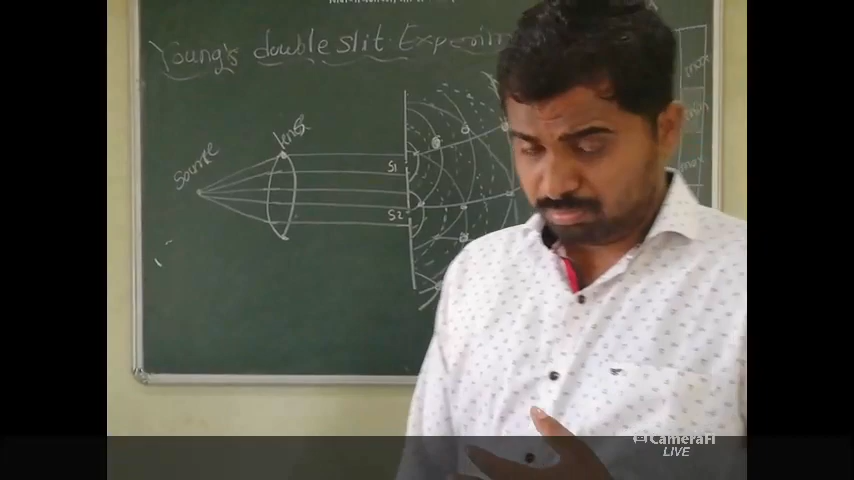 Young's double slit Experim
lens
Source
S1
S2
max
min
max
CameraFi
LIVE